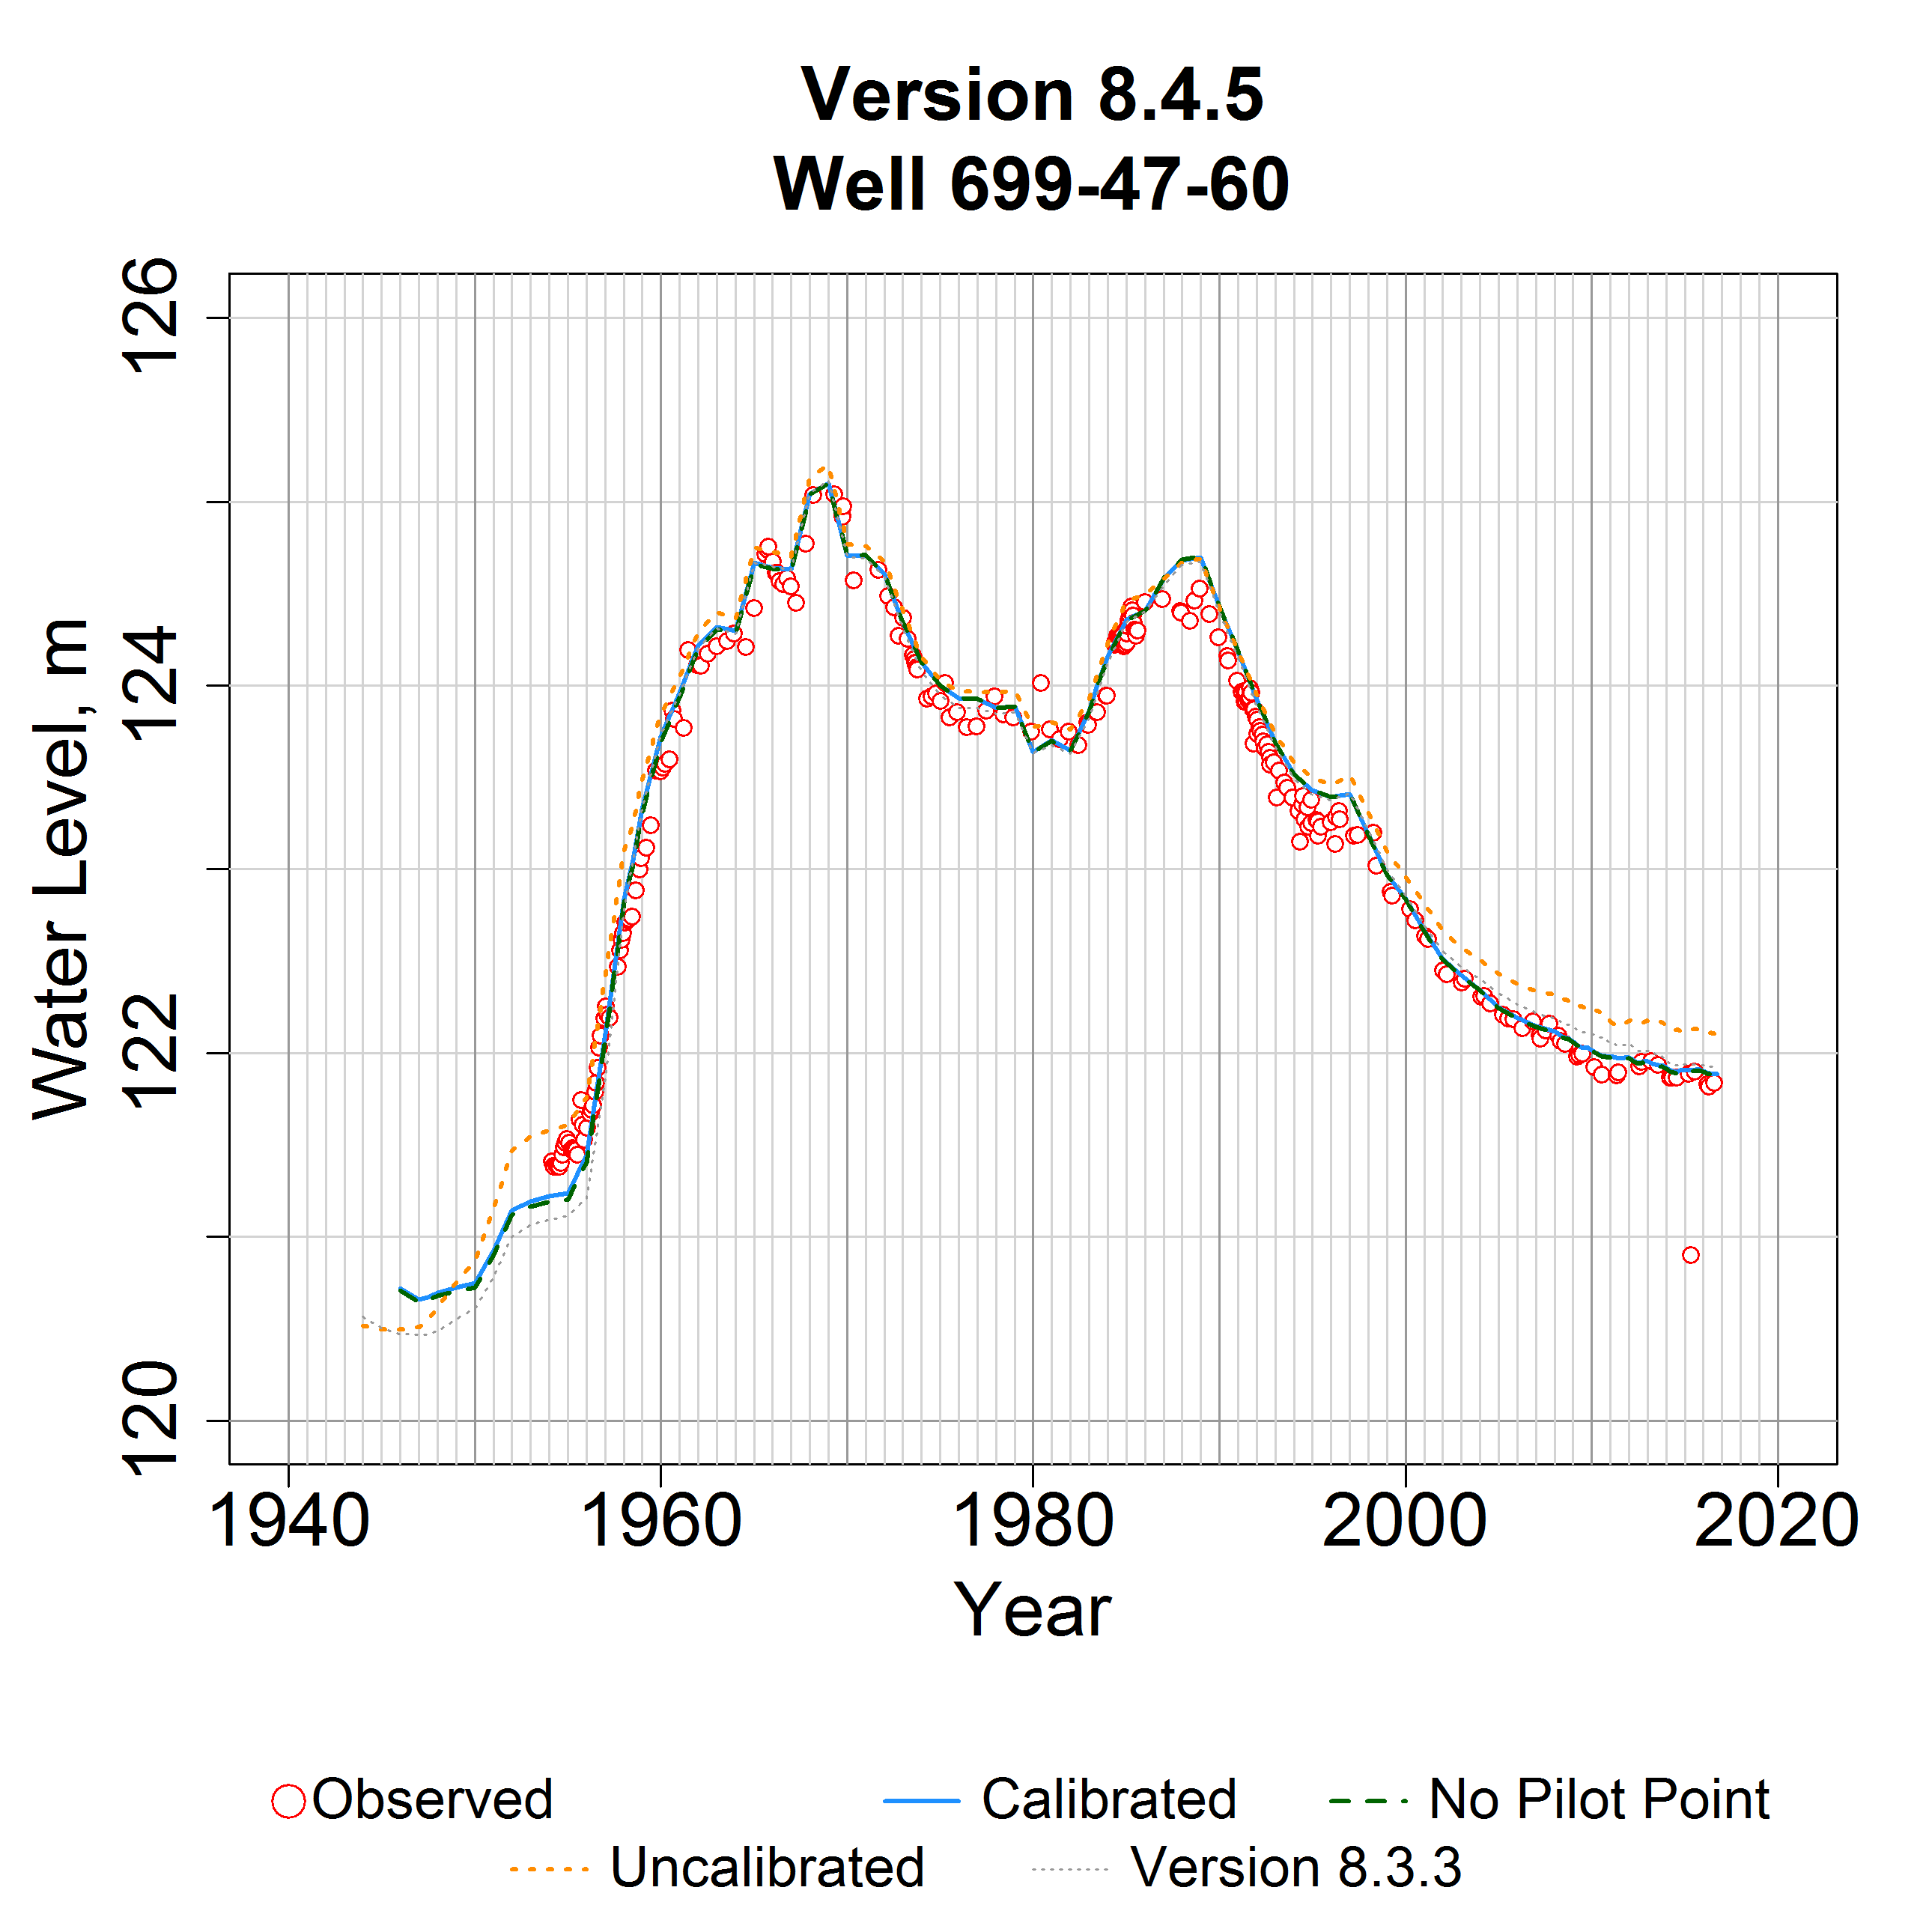 Version 8.4.5
Well 699-47-60
Water Level, m
126
124
122
120
1940 1960 1980 2000 2020
Year
Observed Calibrated No Pilot Point
Uncalibrated Version 8.3.3